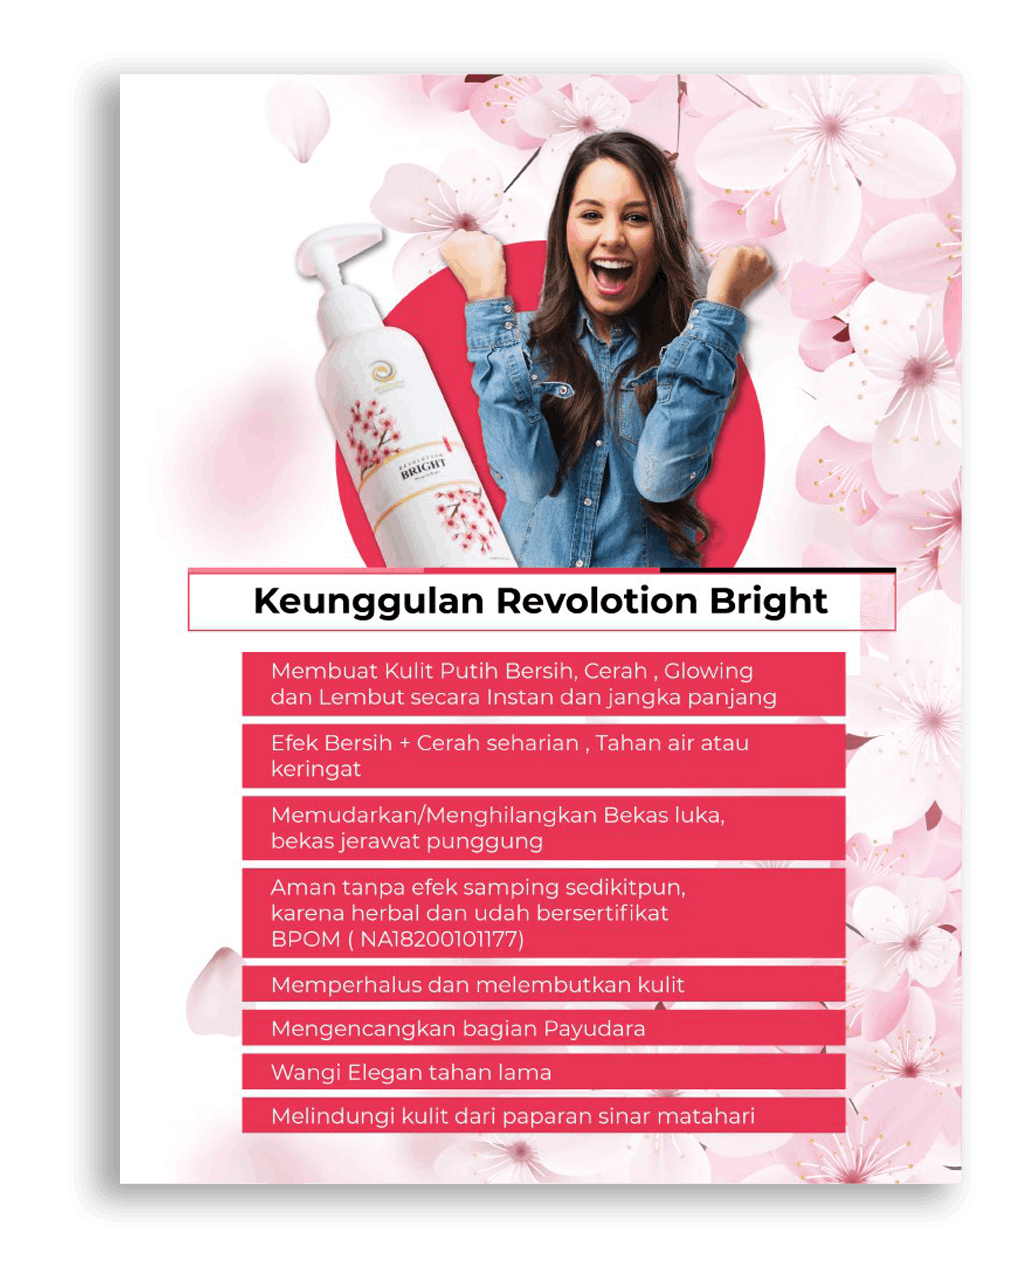 REVOLOTION
BRIGHT
Keunggulan Revolotion Bright
Membuat Kulit Putih Bersih, Cerah , Glowing
dan Lembut secara Instan dan jangka panjang
Efek Bersih + Cerah seharian , Tahan air atau
keringat
Memudarkan/Menghilangkan Bekas luka,
bekas jerawat punggung
Aman tanpa efek samping sedikitpun,
karena herbal dan udah bersertifikat
BPOM ( NA18200101177)
Memperhalus dan melembutkan kulit
Mengencangkan bagian Payudara
Wangi Elegan tahan lama
Melindungi kulit dari paparan sinar matahari